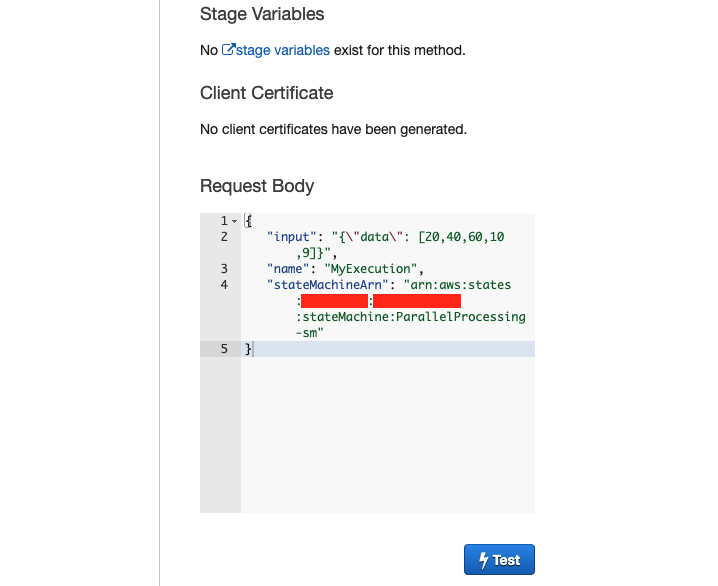 Stage Variables
No stage variables exist for this method.
Client Certificate
No client certificates have been generated.
Request Body
1 {
2 "input": "{\"data\": [20,40,60,10
,9]}",
3 "name": "MyExecution",
4 "stateMachineArn": "arn:aws:states
: :
:stateMachine:ParallelProcessing
-sm"
5 }
Test